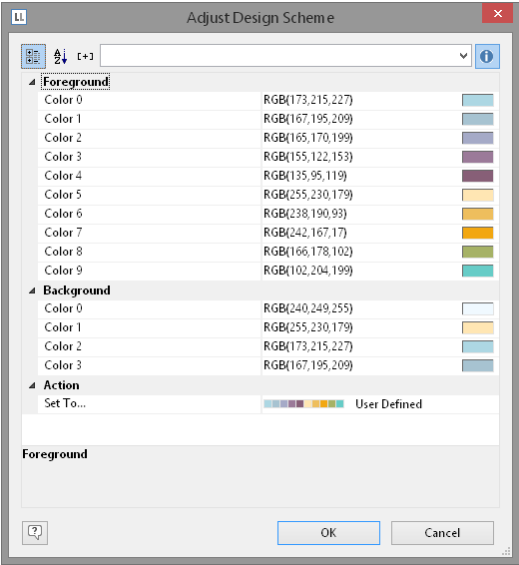 LL Adjust Design Scheme x
A Z [+] i
Foreground
Color 0 RGB(173,215,227)
Color 1 RGB(167,195,209)
Color 2 RGB(165,170,199)
Color 3 RGB(155,122,153)
Color 4 RGB(135,95,119)
Color 5 RGB(255,230,179)
Color 6 RGB(238,190,93)
Color 7 RGB(242,167,17)
Color 8 RGB(166,178,102)
Color 9 RGB(102,204,199)
Background
Color 0 RGB(240,249,255)
Color 1 RGB(255,230,179)
Color 2 RGB(173,215,227)
Color 3 RGB(167,195,209)
Action
Set To... User Defined
Foreground
? OK Cancel